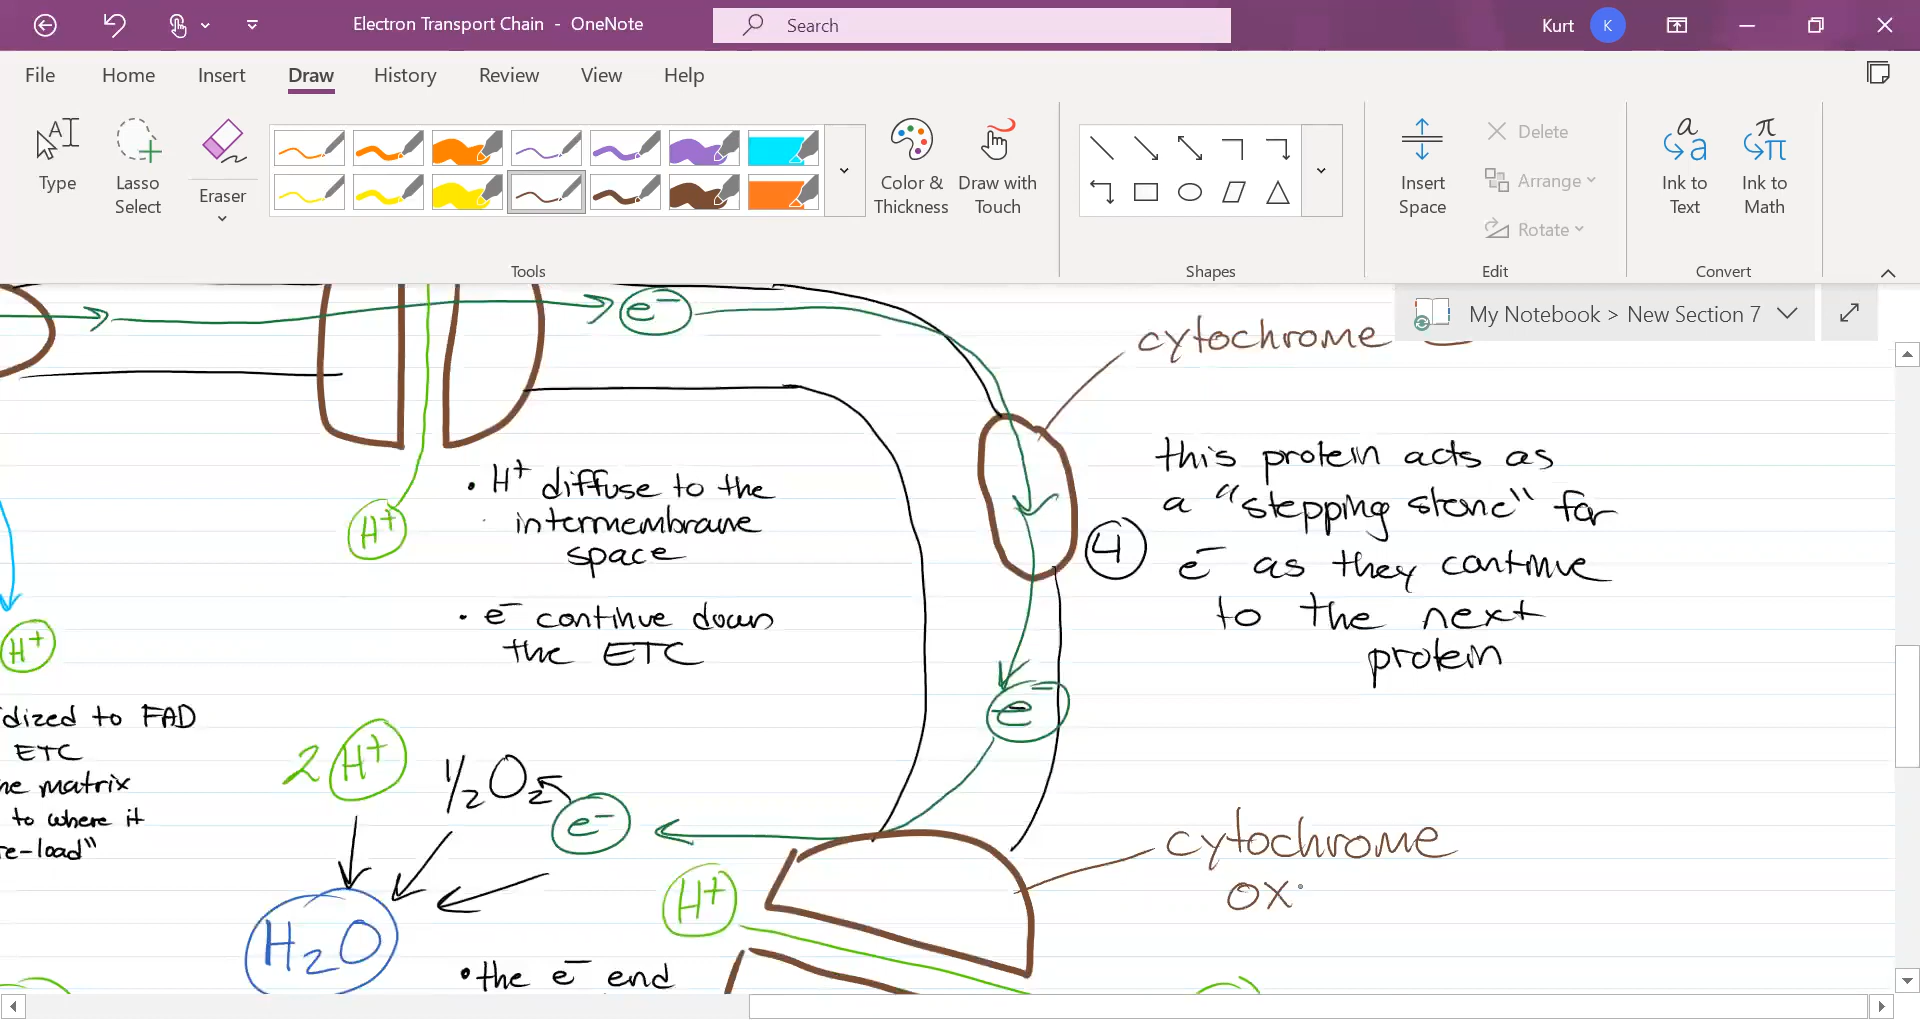 Electron Transport Chain - OneNote
Search
Kurt
K
File Home Insert Draw History Review View Help
Type
Lasso Select
Eraser
Color & Thickness
Draw with Touch
Insert Space
Delete
Arrange
Rotate
Ink to Text
Ink to Math
Tools
Shapes
Edit
Convert
My Notebook > New Section 7
e-
cytochrome
this protein acts as
a "stepping stone" for
e- as they continue
to the next
protein
4
H+
• H+ diffuse to the
intermembrane
space
• e- continue down
the ETC
H+
e-
dized to FAD
ETC
ne matrix
to where it
re-load"
2 H+
1/2 O2
e-
H+
H2O
cytochrome
ox
• the e- end